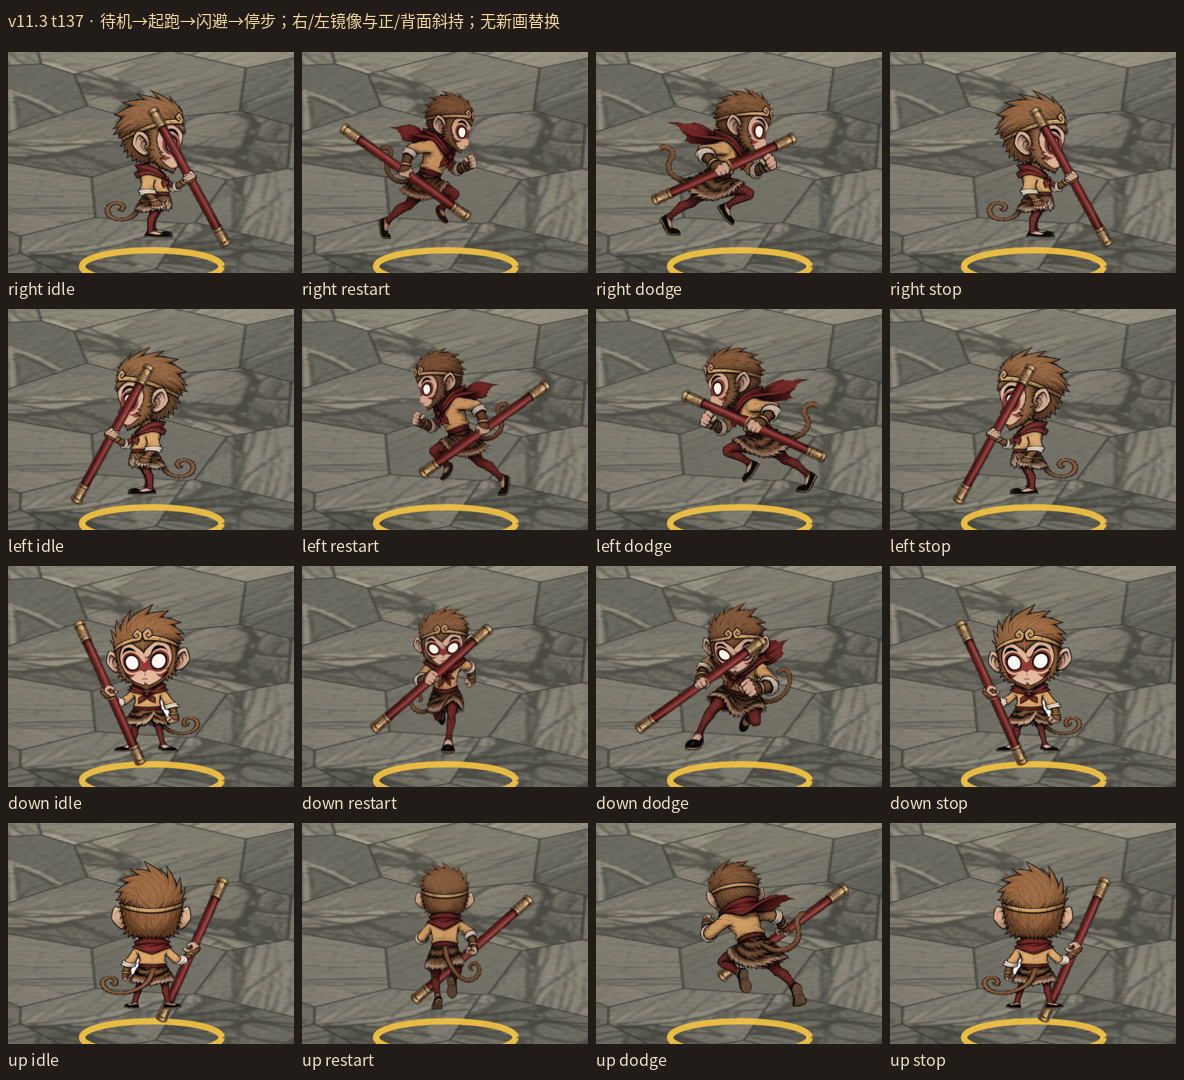 v11.3 t137 · 待机→起跑→闪避→停步；右/左镜像与正/背面斜持；无新画替换
right idle
right restart
right dodge
right stop
left idle
left restart
left dodge
left stop
down idle
down restart
down dodge
down stop
up idle
up restart
up dodge
up stop